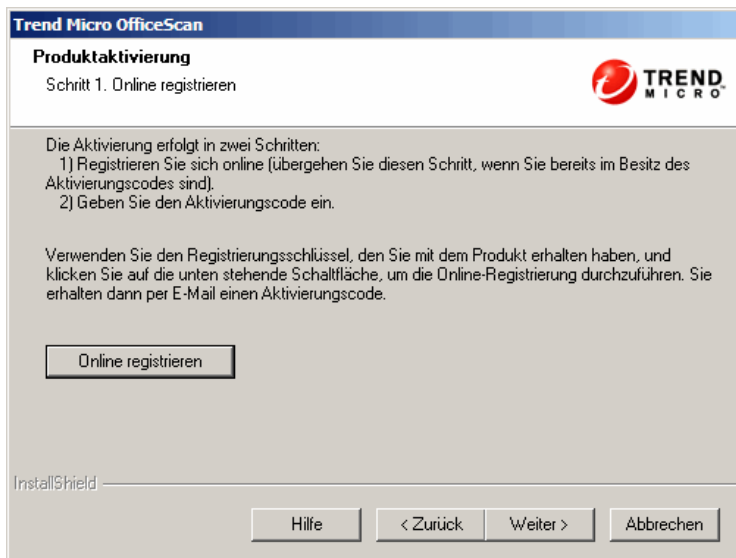 Trend Micro OfficeScan
Produktaktivierung
Schritt 1. Online registrieren
TREND
MICRO
Die Aktivierung erfolgt in zwei Schritten:
1) Registrieren Sie sich online (übergehen Sie diesen Schritt, wenn Sie bereits im Besitz des
Aktivierungscodes sind).
2) Geben Sie den Aktivierungscode ein.
Verwenden Sie den Registrierungsschlüssel, den Sie mit dem Produkt erhalten haben, und
klicken Sie auf die unten stehende Schaltfläche, um die Online-Registrierung durchzuführen. Sie
erhalten dann per E-Mail einen Aktivierungscode.
Online registrieren
InstallShield
Hilfe
< Zurück
Weiter >
Abbrechen